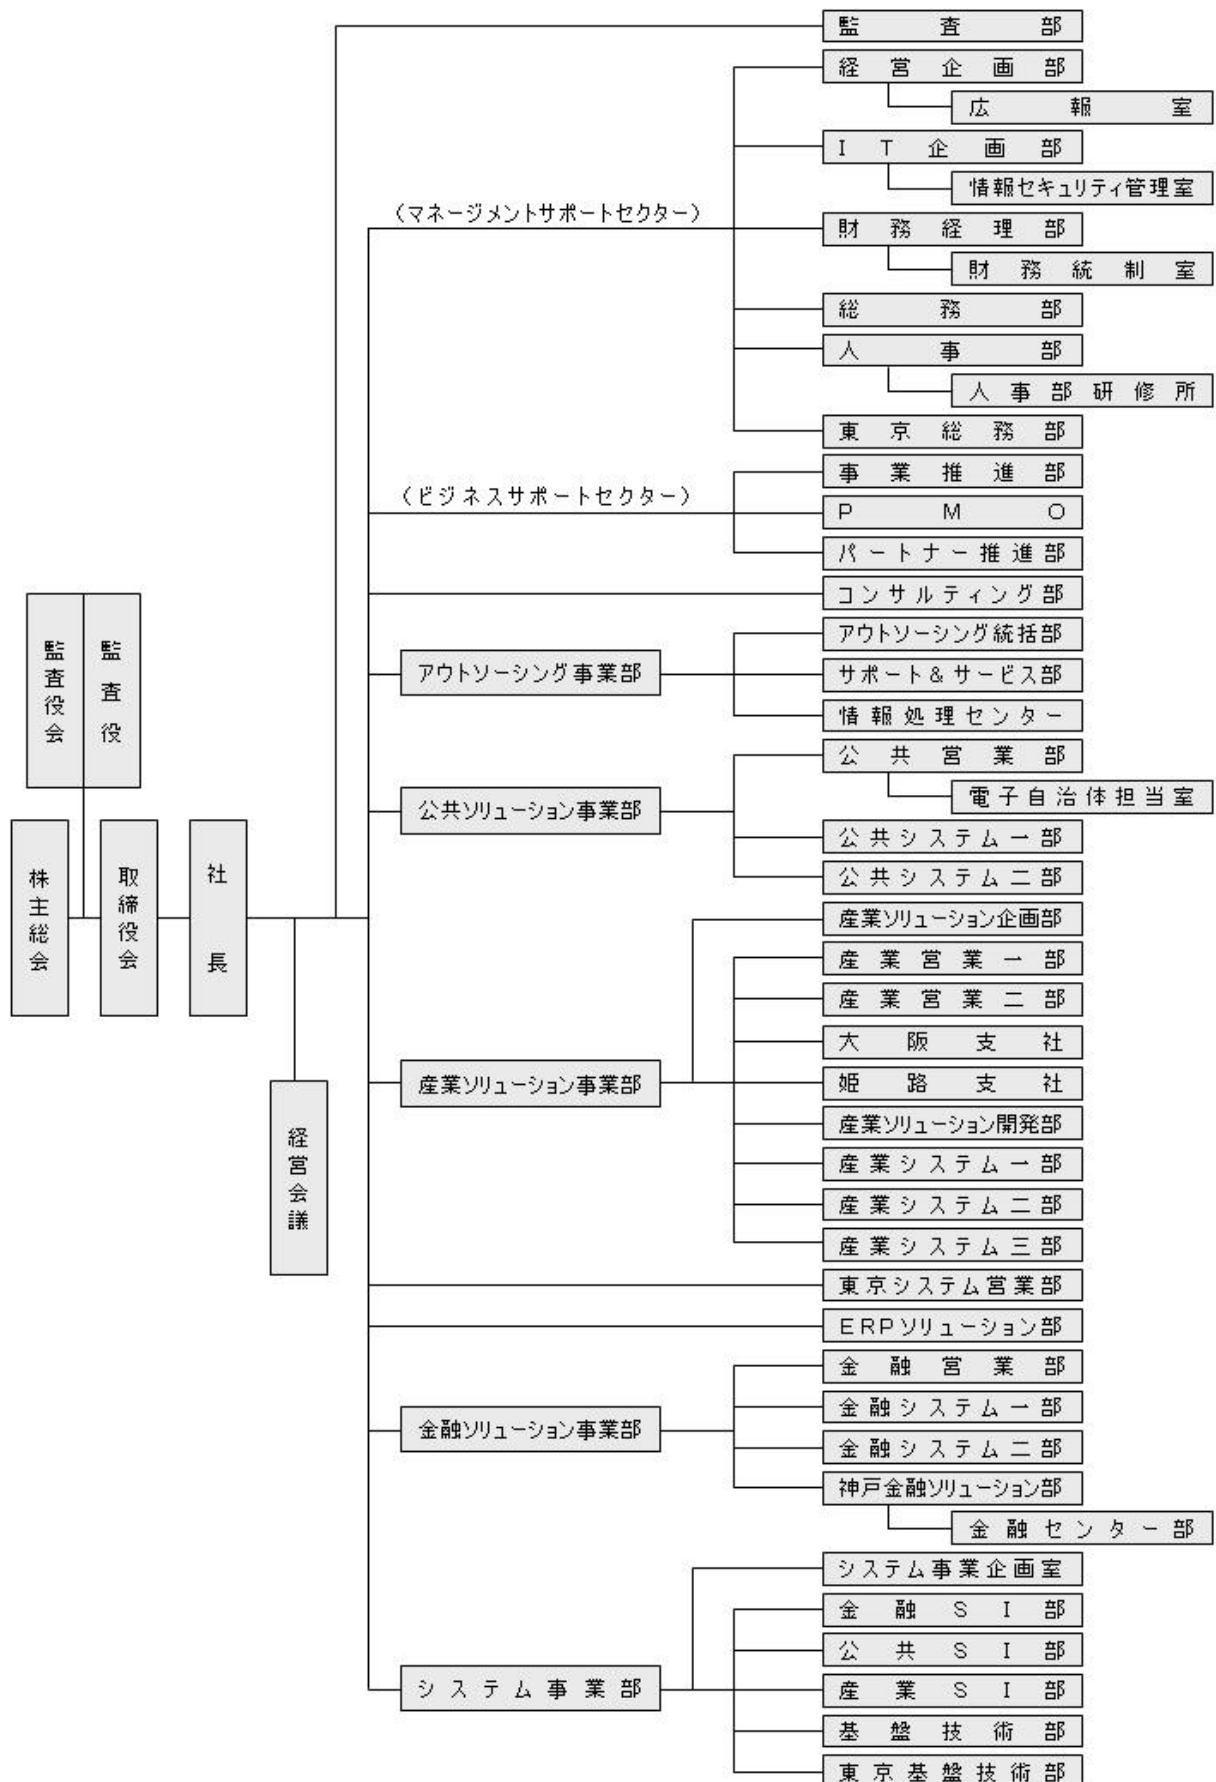 監査部
経営企画部
広報室
IT企画部
情報セキュリティ管理室
（マネージメントサポートセクター）
財務経理部
財務統制室
総務部
人事部
人事部研修所
東京総務部
事業推進部
（ビジネスサポートセクター）
PMO
パートナー推進部
コンサルティング部
監査役会
監査役
アウトソーシング統括部
アウトソーシング事業部
サポート＆サービス部
情報処理センター
公共営業部
電子自治体担当室
公共ソリューション事業部
公共システム一部
公共システム二部
株主総会
取締役会
社長
産業ソリューション企画部
産業営業一部
産業営業二部
大阪支社
産業ソリューション事業部
姫路支社
産業ソリューション開発部
経営会議
産業システム一部
産業システム二部
産業システム三部
東京システム営業部
ERPソリューション部
金融営業部
金融システム一部
金融ソリューション事業部
金融システム二部
神戸金融ソリューション部
金融センター部
システム事業企画室
金融SI部
公共SI部
システム事業部
産業SI部
基盤技術部
東京基盤技術部